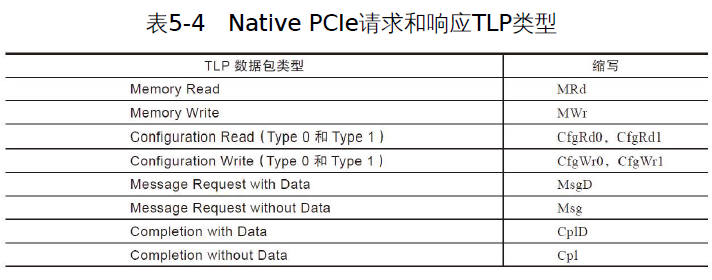 表5-4 Native PCIe请求和响应TLP类型
TLP 数据包类型 缩写
Memory Read MRd
Memory Write MWr
Configuration Read（Type 0 和 Type 1） CfgRd0，CfgRd1
Configuration Write（Type 0 和 Type 1） CfgWr0，CfgWr1
Message Request with Data MsgD
Message Request without Data Msg
Completion with Data CplD
Completion without Data Cpl